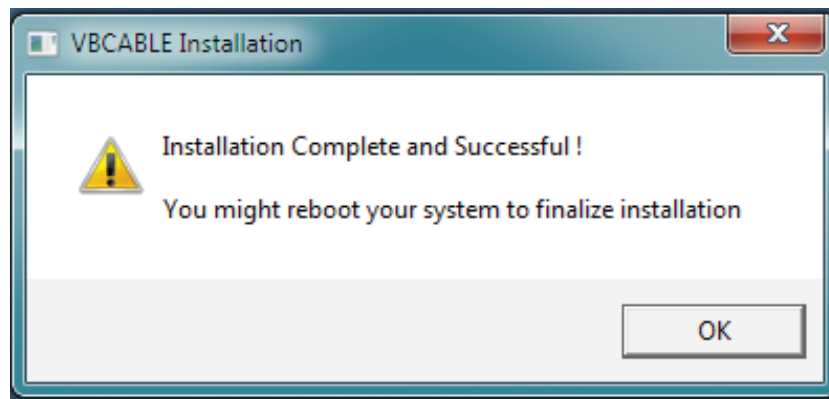 VBCABLE Installation
Installation Complete and Successful !
You might reboot your system to finalize installation
OK